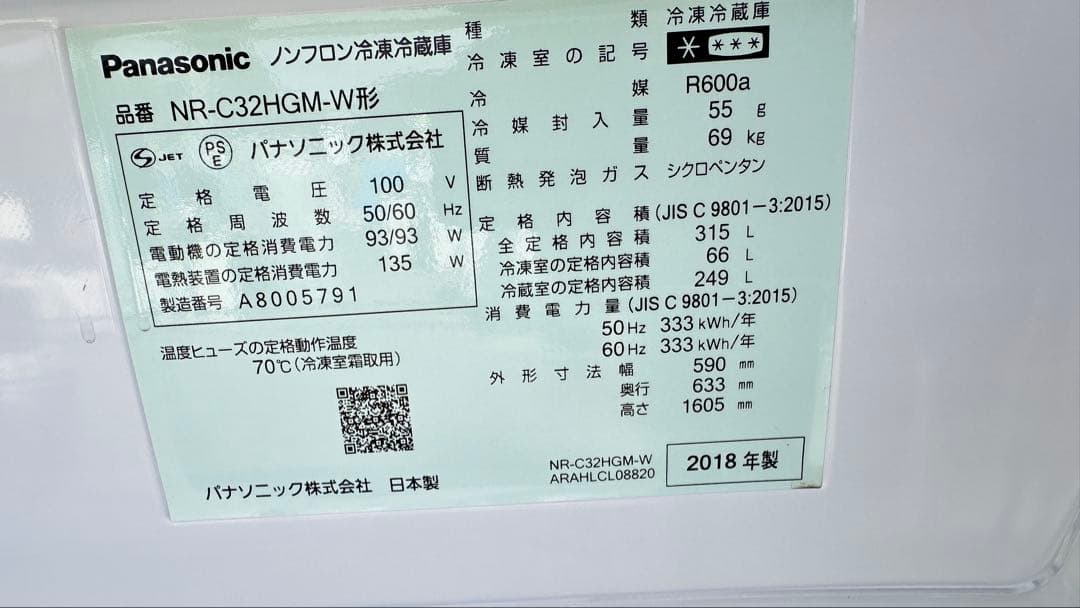 Panasonic ノンフロン冷凍冷蔵庫
品番 NR-C32HGM-W形
S JET PS E パナソニック株式会社
定格電圧 100 V
定格周波数 50/60 Hz
電動機の定格消費電力 93/93 W
電熱装置の定格消費電力 135 W
製造番号 A8005791
温度ヒューズの定格動作温度
70℃(冷凍室霜取用)
パナソニック株式会社 日本製
種類 冷凍冷蔵庫
冷凍室の記号 * ***
冷媒 R600a
冷媒封入量 55 g
質量 69 kg
断熱発泡ガス シクロペンタン
定格内容積(JIS C 9801-3:2015)
全定格内容積 315 L
冷凍室の定格内容積 66 L
冷蔵室の定格内容積 249 L
消費電力量(JIS C 9801-3:2015)
50Hz 333 kWh/年
60Hz 333 kWh/年
外形寸法 幅 590 mm
奥行 633 mm
高さ 1605 mm
NR-C32HGM-W
ARAHLCL08820
2018 年製